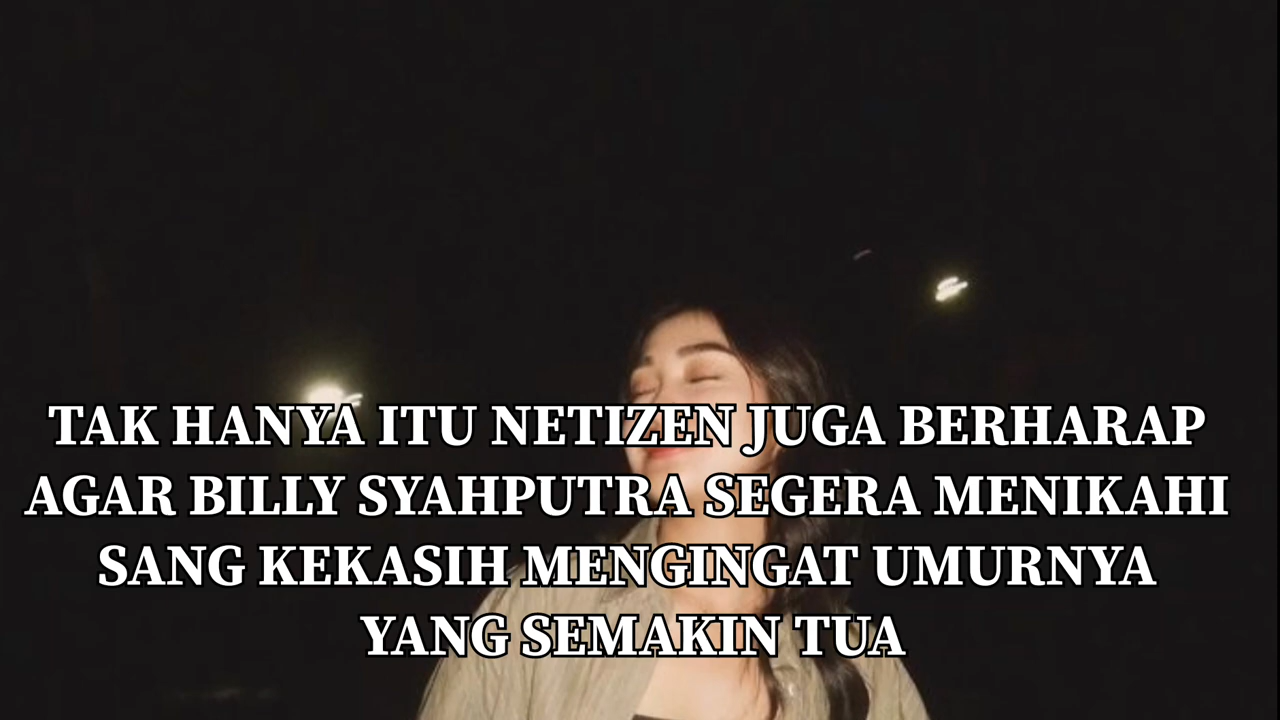 TAK HANYA ITU NETIZEN JUGA BERHARAP
AGAR BILLY SYAHPUTRA SEGERA MENIKAHI
SANG KEKASIH MENGINGAT UMURNYA
YANG SEMAKIN TUA